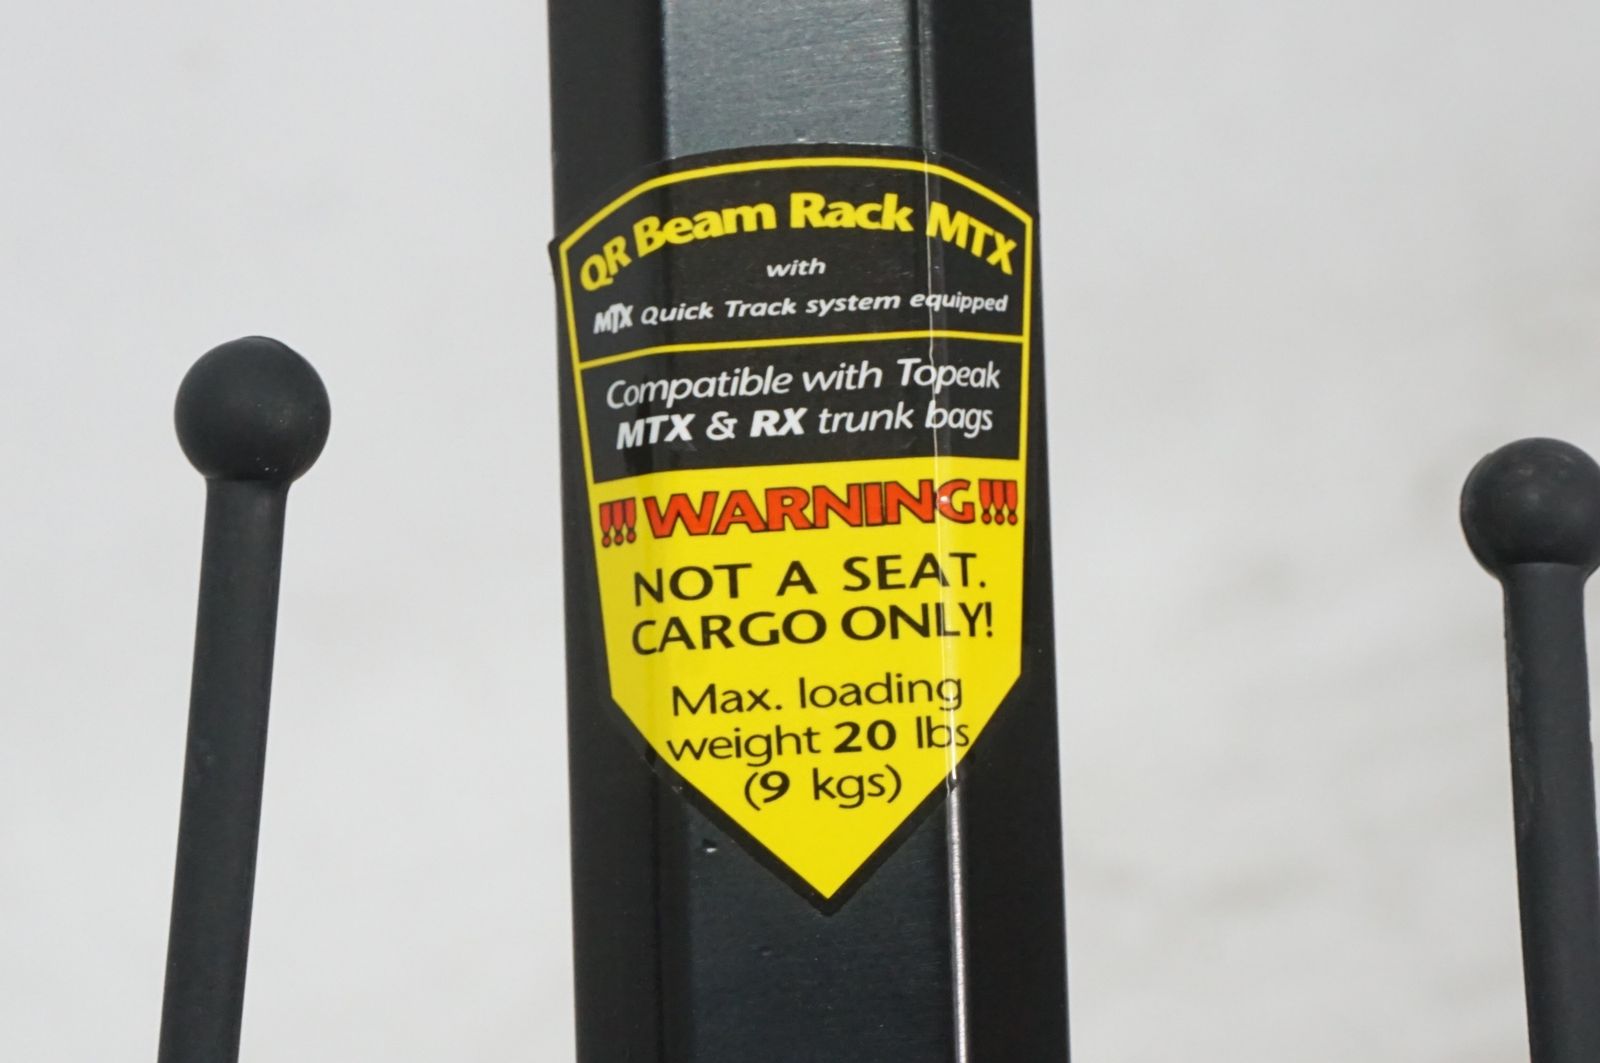 QR Beam Rack MTX
with
MTX Quick Track system equipped
Compatible with Topeak
MTX & RX trunk bags
!!! WARNING !!!
NOT A SEAT.
CARGO ONLY!
Max. loading
weight 20 lbs
(9 kgs)